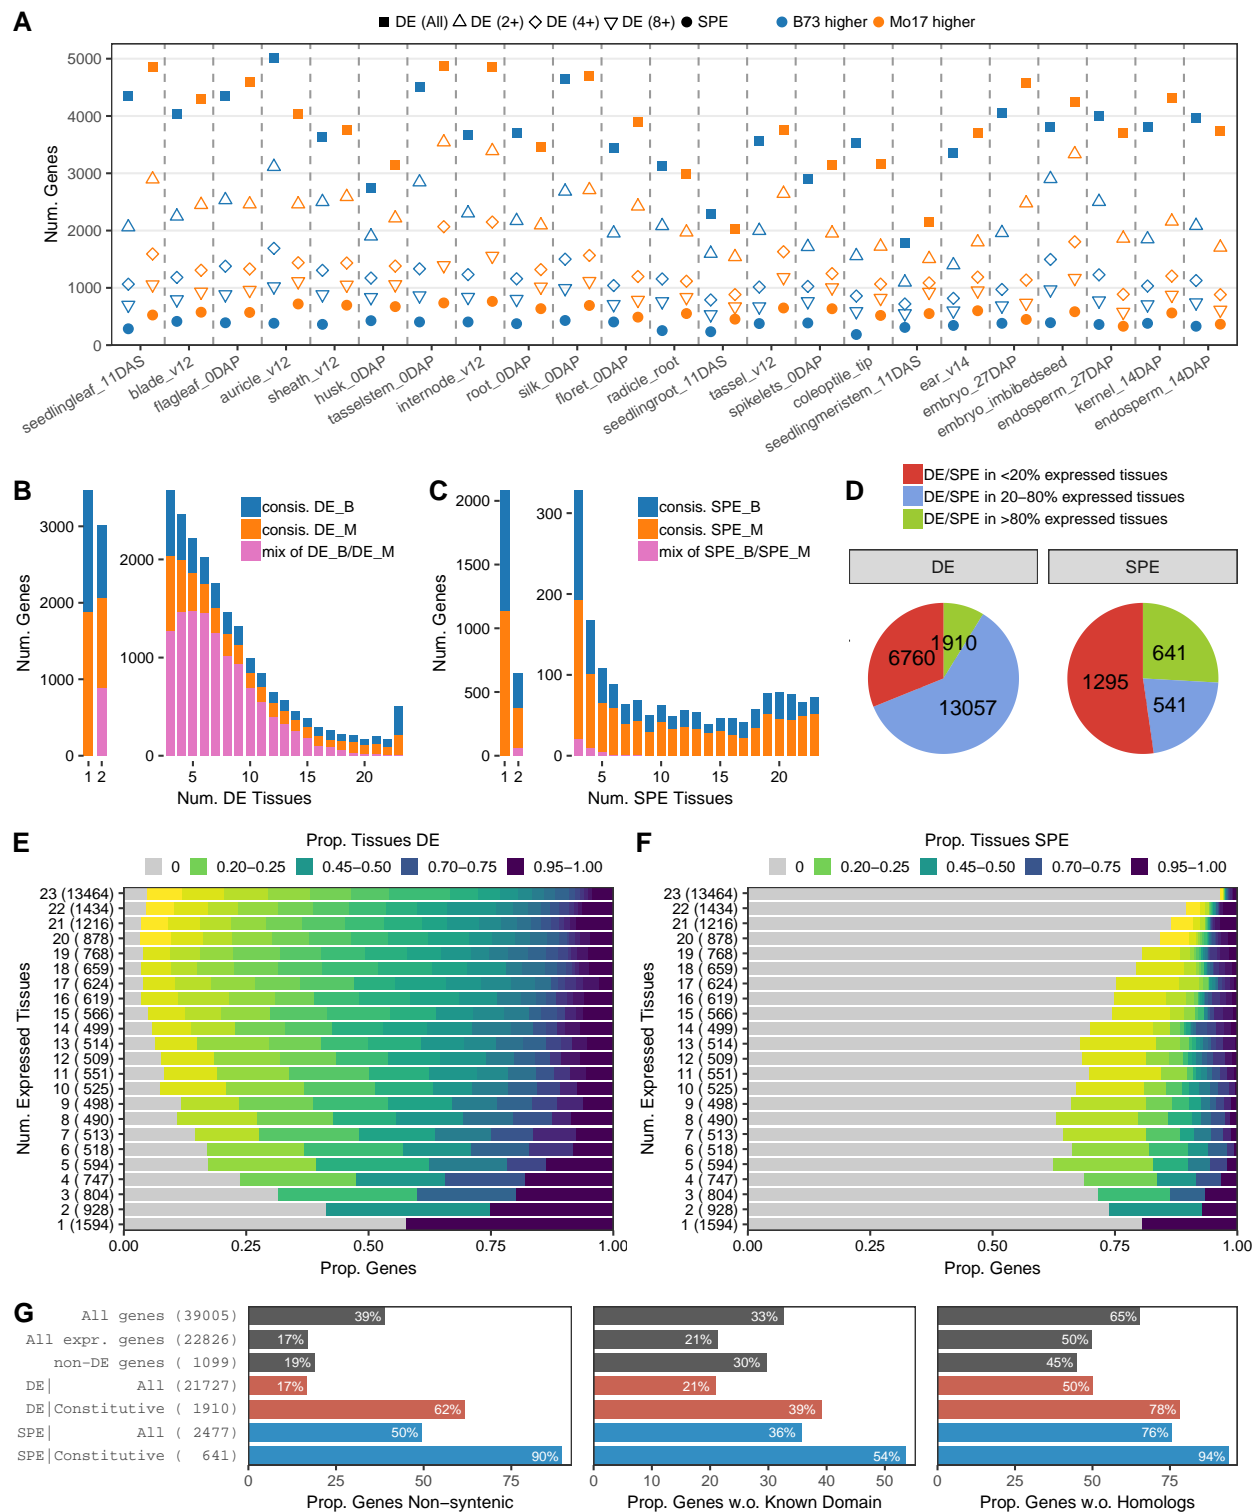 A
DE (All) DE (2+) DE (4+) DE (8+) SPE B73 higher Mo17 higher
Num. Genes
5000
4000
3000
2000
1000
0
seedlingleaf_11DAS
blade_v12
flagleaf_0DAP
auricle_v12
sheath_v12
husk_0DAP
tasselstem_0DAP
internode_v12
root_0DAP
silk_0DAP
floret_0DAP
radicle_root
seedlingroot_11DAS
tassel_v12
spikelets_0DAP
coleoptile_tip
seedlingmeristem_11DAS
ear_v14
embryo_27DAP
embryo_imbibedseed
endosperm_27DAP
kernel_14DAP
endosperm_14DAP
B
consis. DE_B
consis. DE_M
mix of DE_B/DE_M
Num. Genes
3000
2000
1000
0
1 2
2000
1000
0
5 10 15 20
Num. DE Tissues
C
consis. SPE_B
consis. SPE_M
mix of SPE_B/SPE_M
Num. Genes
2000
1500
1000
500
0
1 2
300
200
100
0
5 10 15 20
Num. SPE Tissues
D
DE/SPE in <20% expressed tissues
DE/SPE in 20–80% expressed tissues
DE/SPE in >80% expressed tissues
DE
SPE
1910
6760
13057
641
1295
541
E
Prop. Tissues DE
0 0.20–0.25 0.45–0.50 0.70–0.75 0.95–1.00
Num. Expressed Tissues
23 (13464)
22 (1434)
21 (1216)
20 ( 878)
19 ( 768)
18 ( 659)
17 ( 624)
16 ( 619)
15 ( 566)
14 ( 499)
13 ( 514)
12 ( 509)
11 ( 551)
10 ( 525)
9 ( 498)
8 ( 490)
7 ( 513)
6 ( 518)
5 ( 594)
4 ( 747)
3 ( 804)
2 ( 928)
1 (1594)
0.00 0.25 0.50 0.75 1.00
Prop. Genes
F
Prop. Tissues SPE
0 0.20–0.25 0.45–0.50 0.70–0.75 0.95–1.00
Num. Expressed Tissues
23 (13464)
22 (1434)
21 (1216)
20 ( 878)
19 ( 768)
18 ( 659)
17 ( 624)
16 ( 619)
15 ( 566)
14 ( 499)
13 ( 514)
12 ( 509)
11 ( 551)
10 ( 525)
9 ( 498)
8 ( 490)
7 ( 513)
6 ( 518)
5 ( 594)
4 ( 747)
3 ( 804)
2 ( 928)
1 (1594)
0.00 0.25 0.50 0.75 1.00
Prop. Genes
G
All genes (39005) 39% 33% 65%
All expr. genes (22826) 17% 21% 50%
non-DE genes ( 1099) 19% 30% 45%
DE| All (21727) 17% 21% 50%
DE|Constitutive ( 1910) 62% 39% 78%
SPE| All ( 2477) 50% 36% 76%
SPE|Constitutive ( 641) 90% 54% 94%
0 25 50 75
Prop. Genes Non−syntenic
0 10 20 30 40 50
Prop. Genes w.o. Known Domain
0 25 50 75
Prop. Genes w.o. Homologs